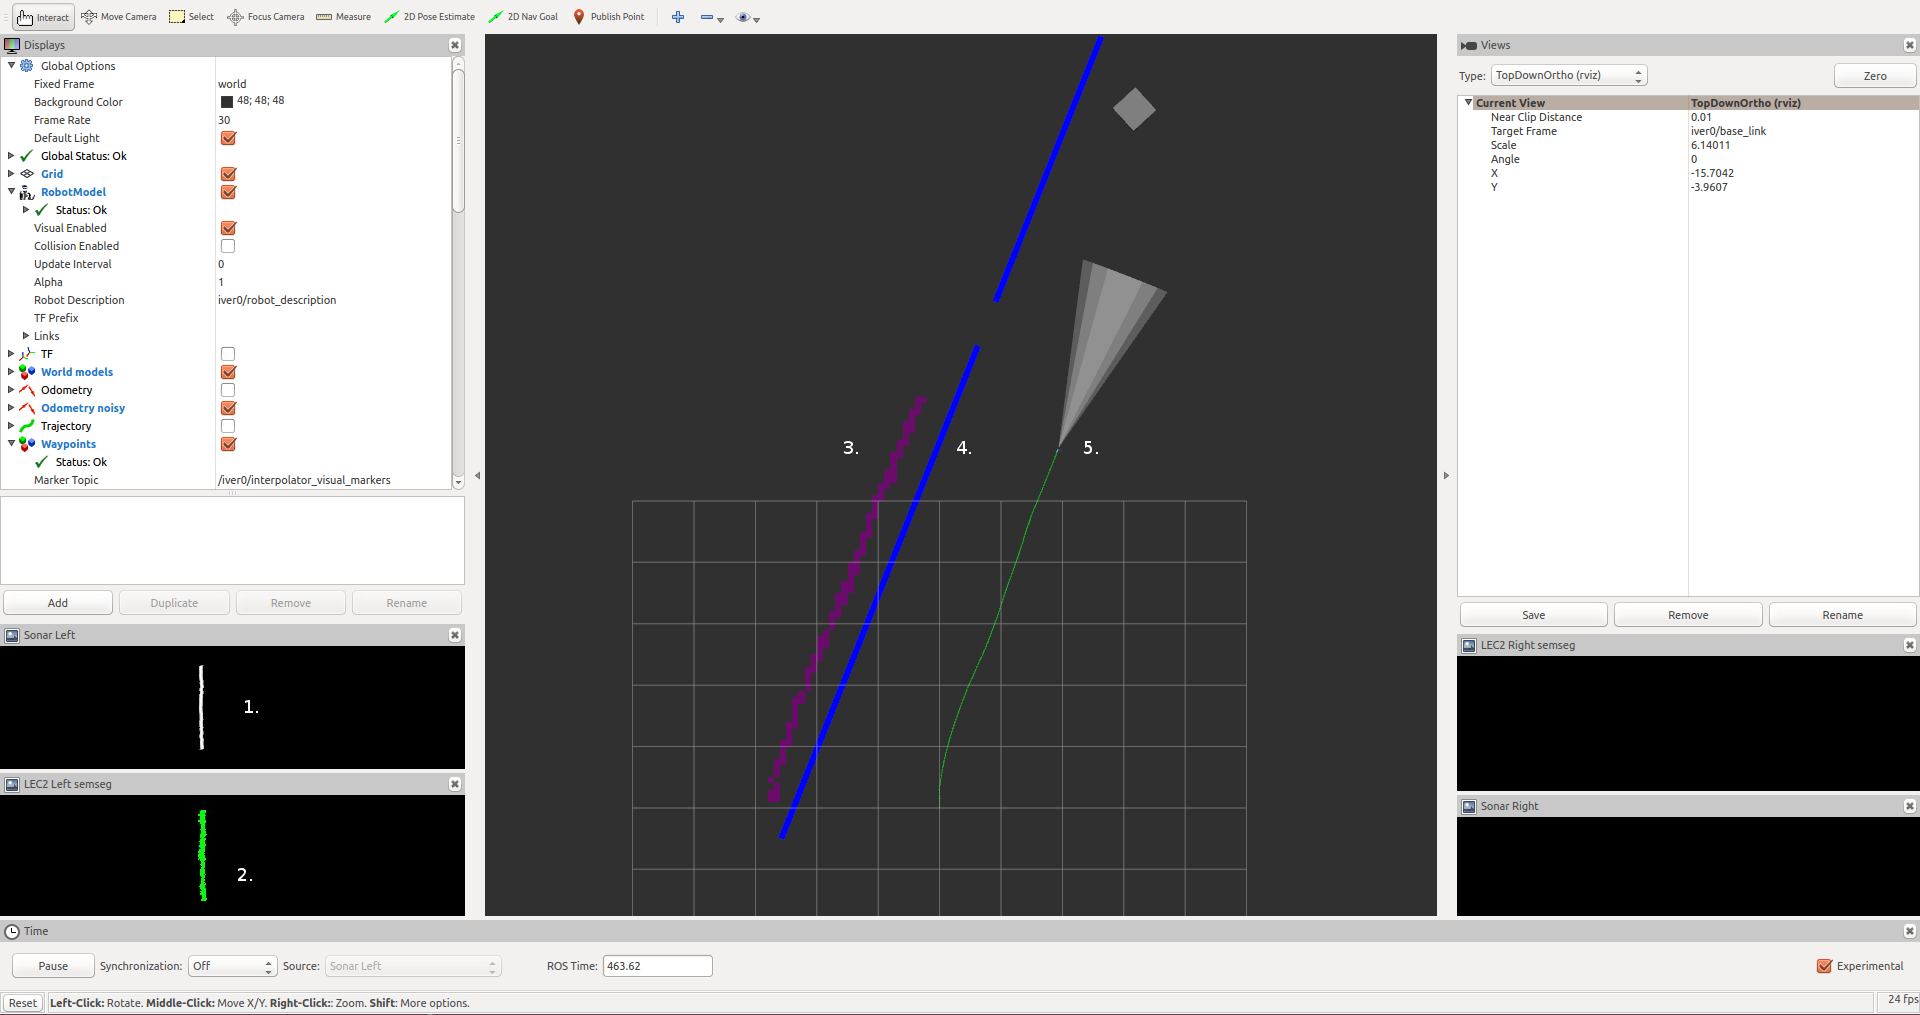 Interact Move Camera Select Focus Camera Measure 2D Pose Estimate 2D Nav Goal Publish Point
Displays
Global Options
Fixed Frame world
Background Color 48; 48; 48
Frame Rate 30
Default Light
Global Status: Ok
Grid
RobotModel
Status: Ok
Visual Enabled
Collision Enabled
Update Interval 0
Alpha 1
Robot Description iver0/robot_description
TF Prefix
Links
TF
World models
Odometry
Odometry noisy
Trajectory
Waypoints
Status: Ok
Marker Topic /iver0/interpolator_visual_markers
Add Duplicate Remove Rename
Sonar Left
1.
LEC2 Left semseg
2.
3. 4. 5.
Views
Type: TopDownOrtho (rviz) Zero
Current View TopDownOrtho (rviz)
Near Clip Distance 0.01
Target Frame iver0/base_link
Scale 6.14011
Angle 0
X -15.7042
Y -3.9607
Save Remove Rename
LEC2 Right semseg
Sonar Right
Time
Pause Synchronization: Off Source: Sonar Left ROS Time: 463.62 Experimental
Reset Left-Click: Rotate. Middle-Click: Move X/Y. Right-Click:: Zoom. Shift: More options. 24 fps